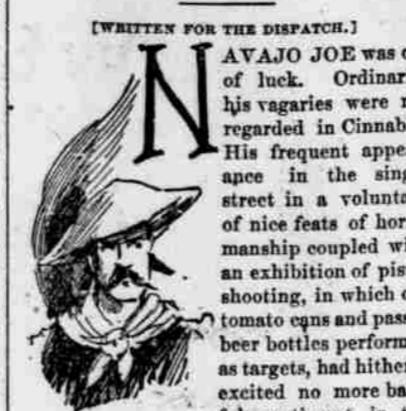 [WRITTEN FOR THE DISPATCH.]
NAVAJO JOE was
of luck. Ordinar
his vagaries were
regarded in Cinnab
His frequent appe
ance in the sing
street in a volunta
of nice feats of hor
manship coupled wi
an exhibition of pis
shooting, in which
tomato cans and pas
beer bottles perform
as targets, had hither
excited no more ba